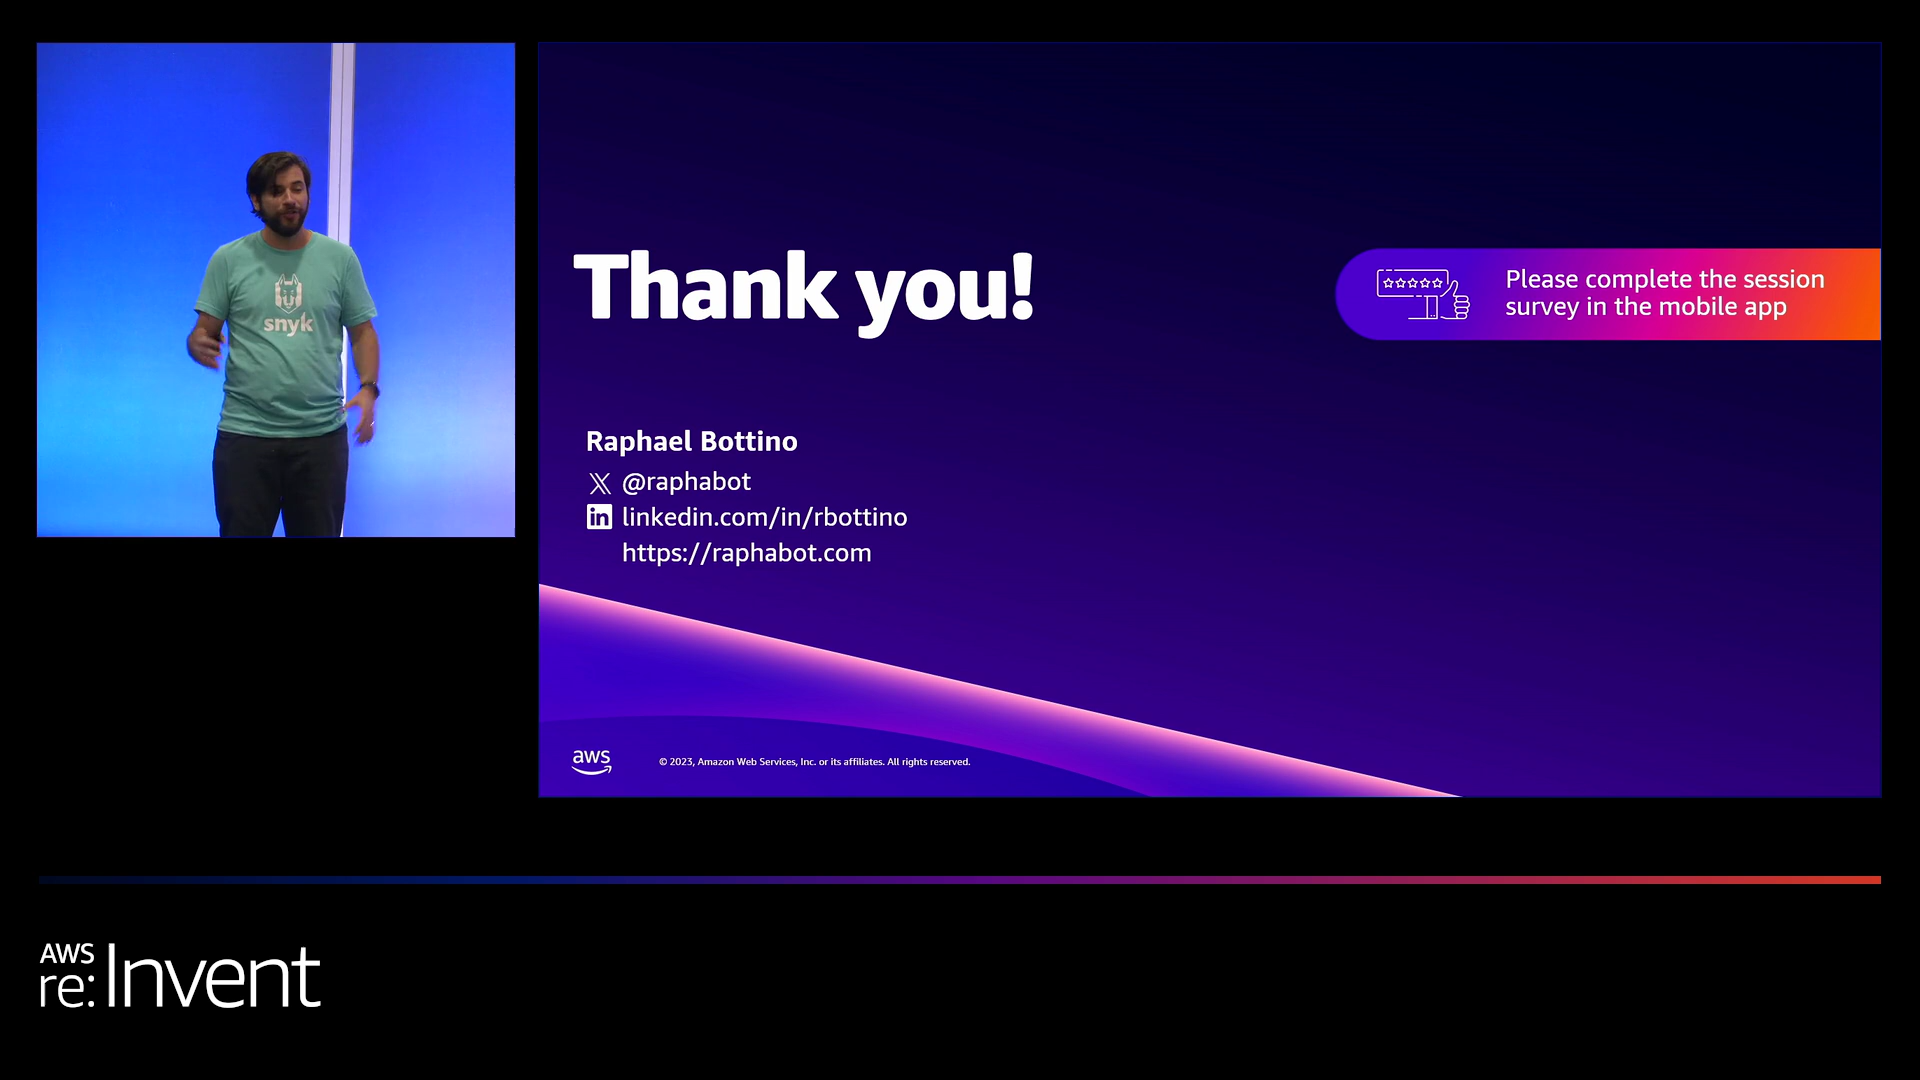 snyk
Thank you!
Please complete the session
survey in the mobile app
Raphael Bottino
X @raphabot
in linkedin.com/in/rbottino
https://raphabot.com
aws
© 2023, Amazon Web Services, Inc. or its affiliates. All rights reserved.
AWS
re:Invent